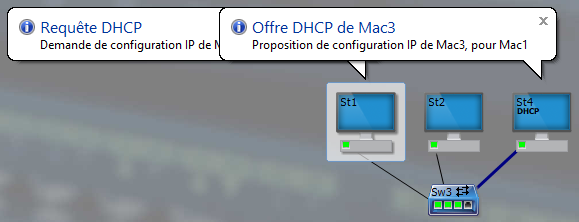 Requête DHCP
Demande de configuration IP de
Offre DHCP de Mac3
Proposition de configuration IP de Mac3, pour Mac1
St1
St2
St4
DHCP
Sw3